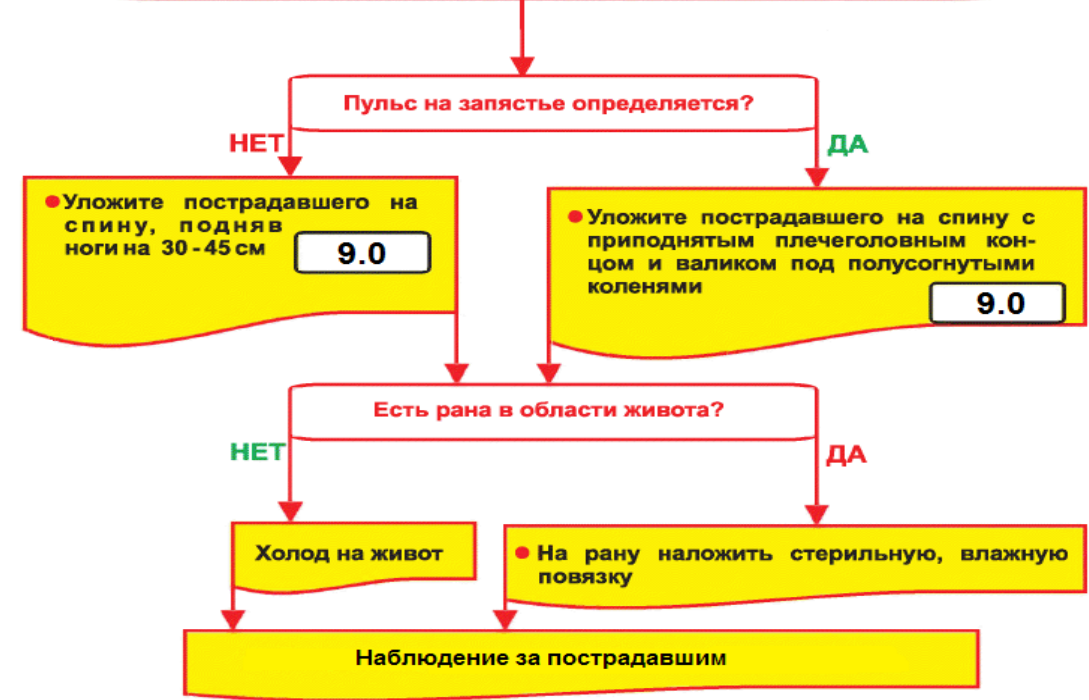 Пульс на запястье определяется?
НЕТ
ДА
Уложите пострадавшего на
спину, подняв
ноги на 30 - 45 см
9.0
Уложите пострадавшего на спину с
приподнятым плечеголовным кон-
цом и валиком под полусогнутыми
коленями
9.0
Есть рана в области живота?
НЕТ
ДА
Холод на живот
На рану наложить стерильную, влажную
повязку
Наблюдение за пострадавшим